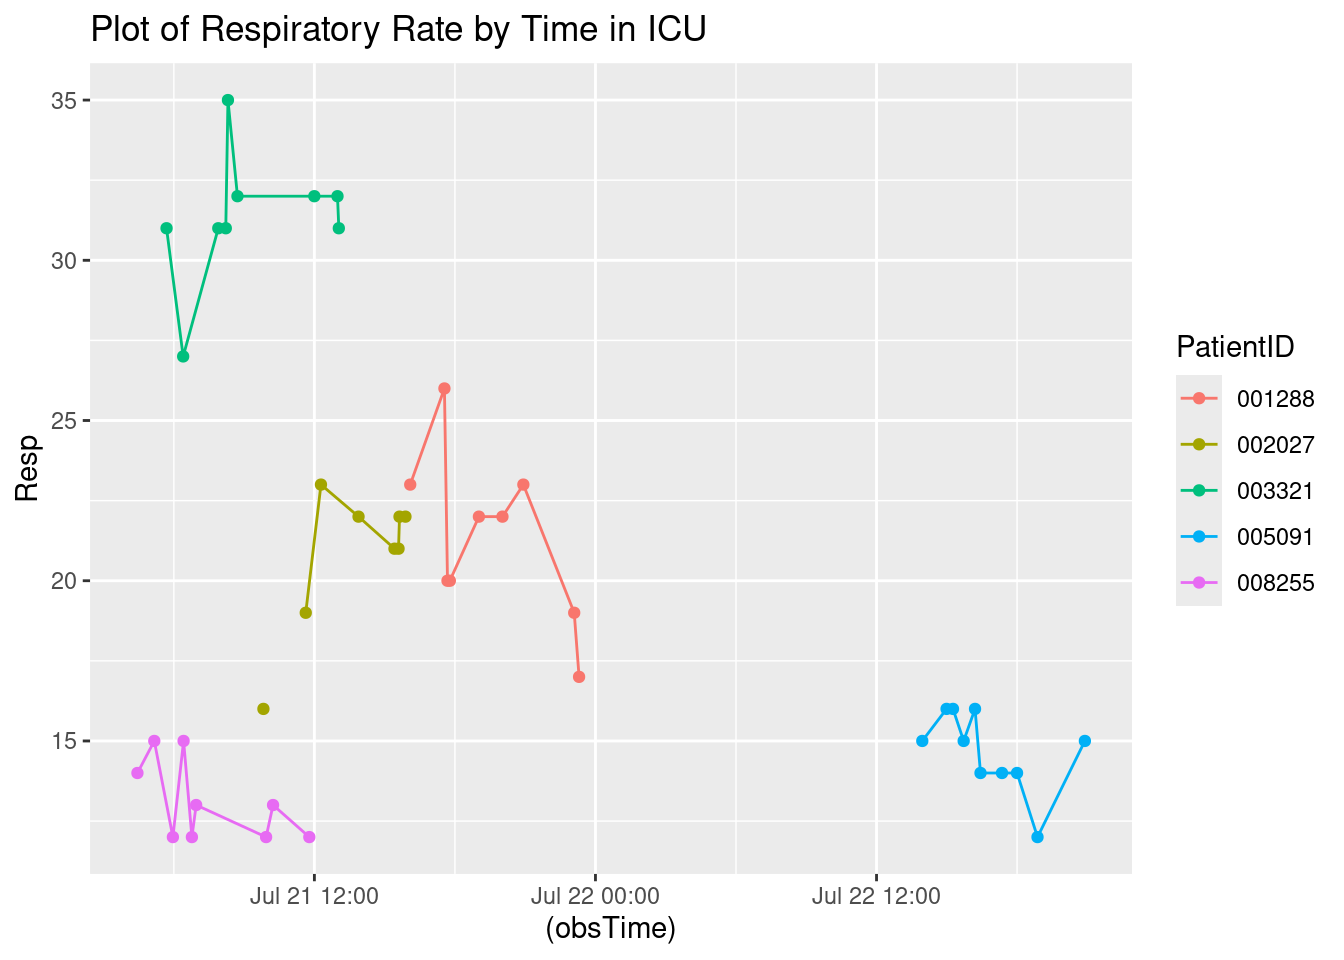 Plot of Respiratory Rate by Time in ICU
35
30
25
20
15
Resp
Jul 21 12:00
Jul 22 00:00
Jul 22 12:00
(obsTime)
PatientID
001288
002027
003321
005091
008255